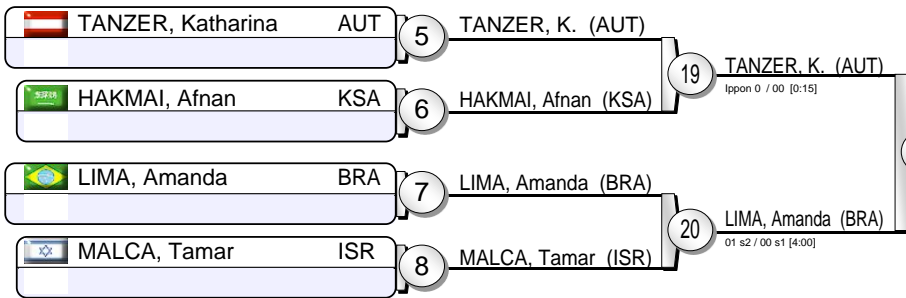 TANZER, Katharina AUT
5
TANZER, K. (AUT)
19
TANZER, K. (AUT)
Ippon 0 / 00 [0:15]
HAKMAI, Afnan KSA
6
HAKMAI, Afnan (KSA)
LIMA, Amanda BRA
7
LIMA, Amanda (BRA)
20
LIMA, Amanda (BRA)
01 s2 / 00 s1 [4:00]
MALCA, Tamar ISR
8
MALCA, Tamar (ISR)